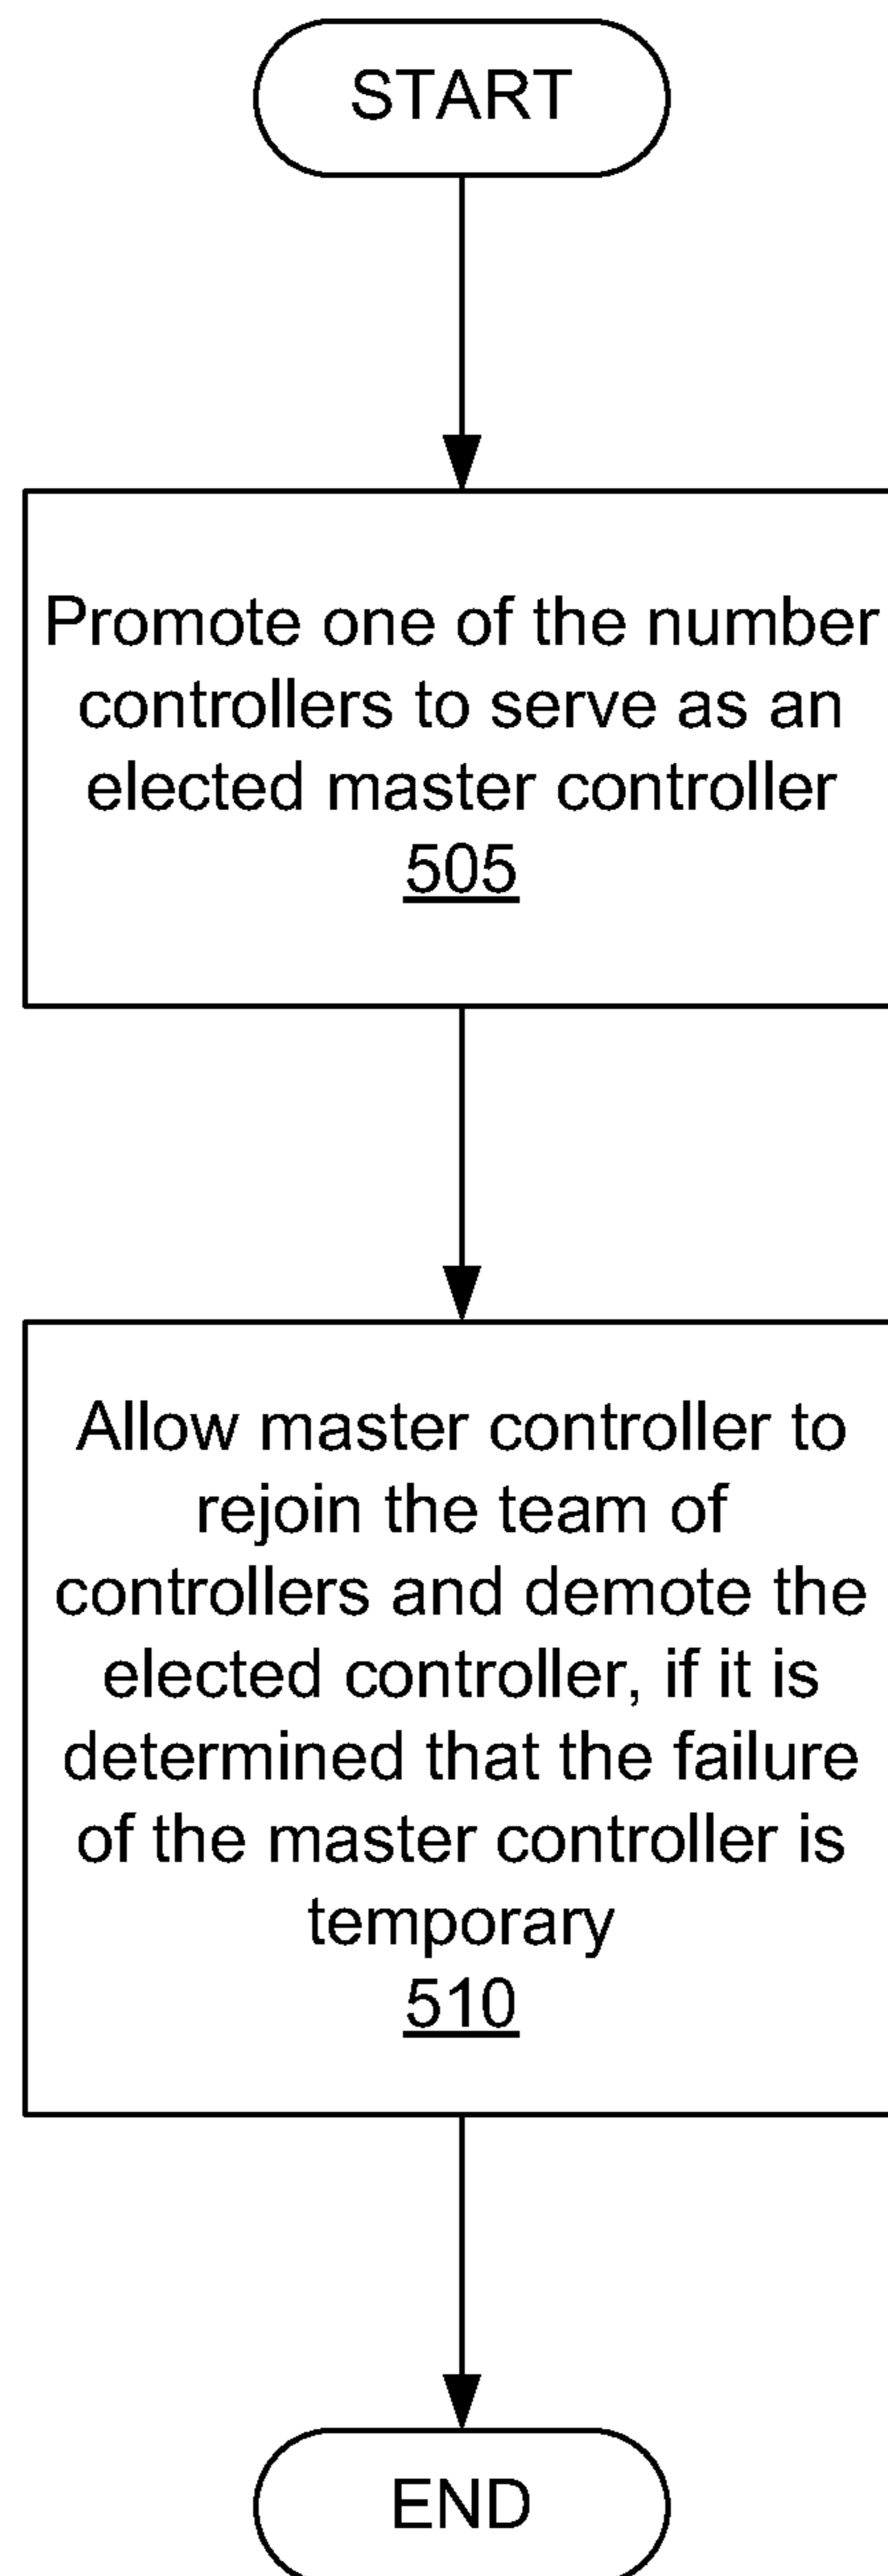 START
Promote one of the number
controllers to serve as an
elected master controller
505
Allow master controller to
rejoin the team of
controllers and demote the
elected controller, if it is
determined that the failure
of the master controller is
temporary
510
END